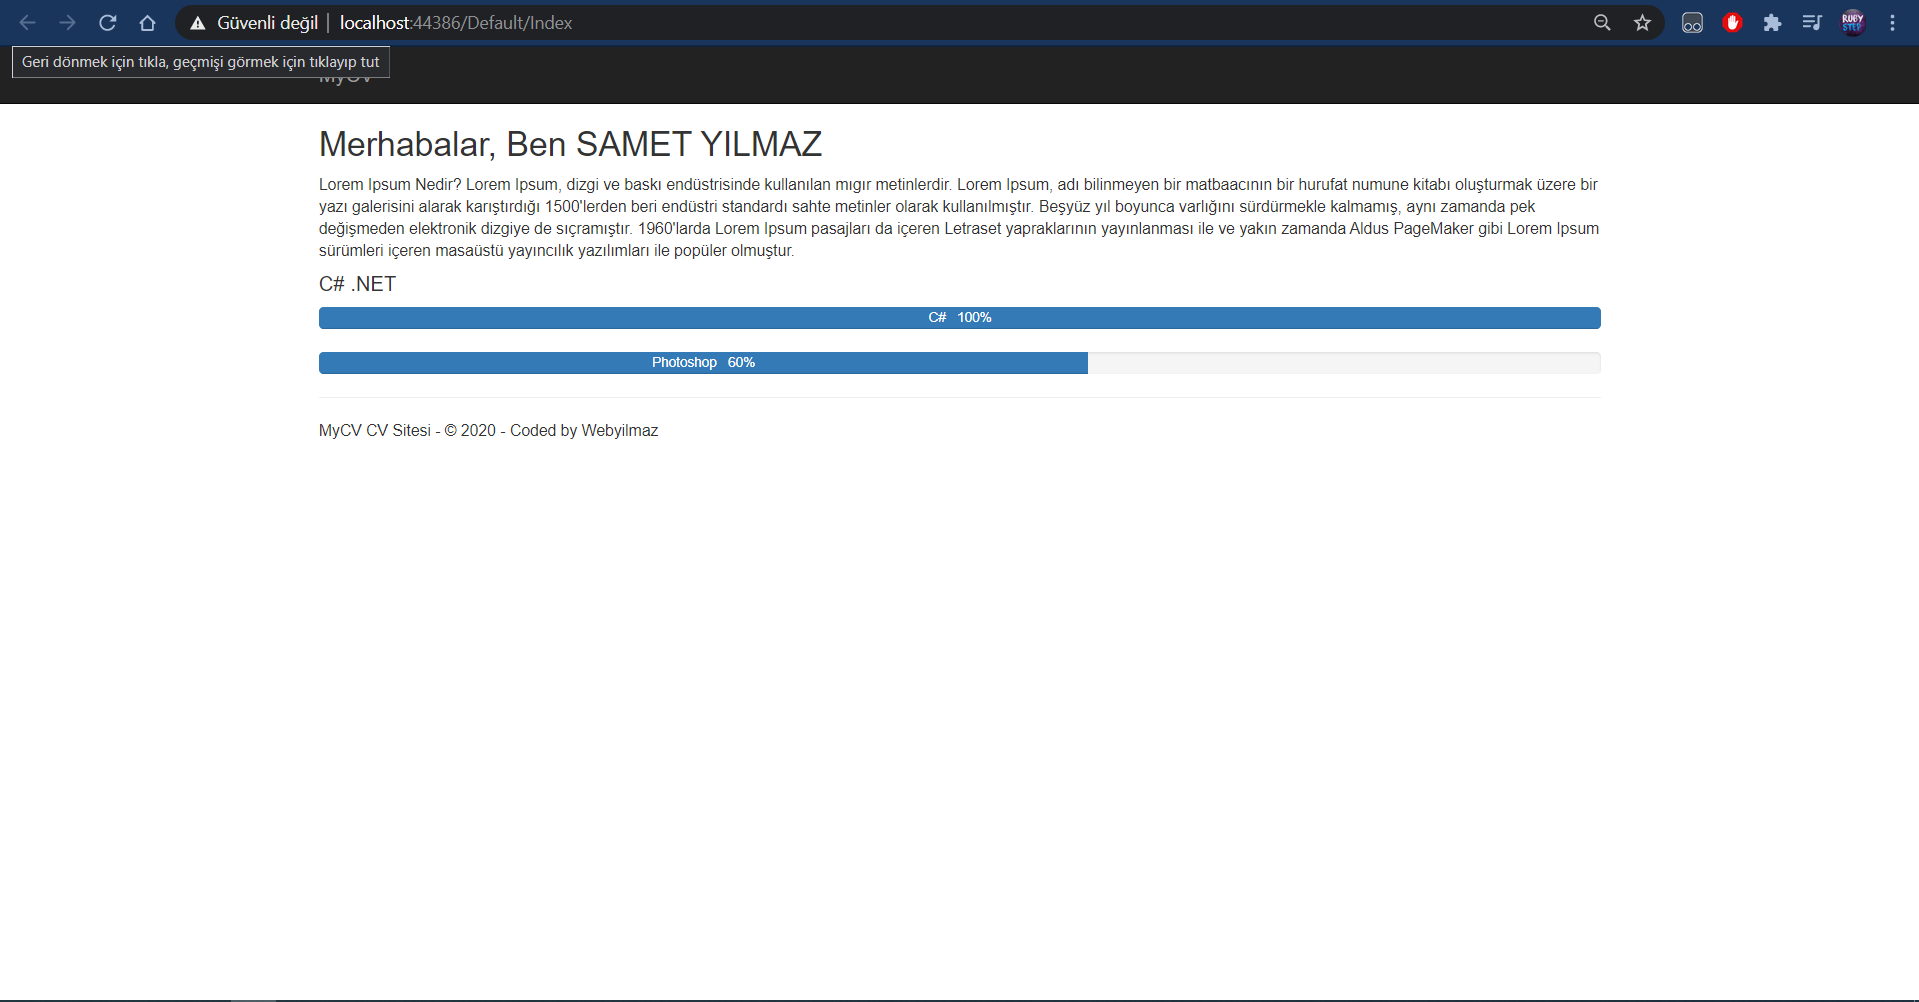 Güvenli değil | localhost:44386/Default/Index
RUBY
STEP
Geri dönmek için tıkla, geçmişi görmek için tıklayıp tut
MyCV
Merhabalar, Ben SAMET YILMAZ
Lorem Ipsum Nedir? Lorem Ipsum, dizgi ve baskı endüstrisinde kullanılan mıgır metinlerdir. Lorem Ipsum, adı bilinmeyen bir matbaacının bir hurufat numune kitabı oluşturmak üzere bir
yazı galerisini alarak karıştırdığı 1500'lerden beri endüstri standardı sahte metinler olarak kullanılmıştır. Beşyüz yıl boyunca varlığını sürdürmekle kalmamış, aynı zamanda pek
değişmeden elektronik dizgiye de sıçramıştır. 1960'larda Lorem Ipsum pasajları da içeren Letraset yapraklarının yayınlanması ile ve yakın zamanda Aldus PageMaker gibi Lorem Ipsum
sürümleri içeren masaüstü yayıncılık yazılımları ile popüler olmuştur.
C# .NET
C# 100%
Photoshop 60%
MyCV CV Sitesi - © 2020 - Coded by Webyilmaz